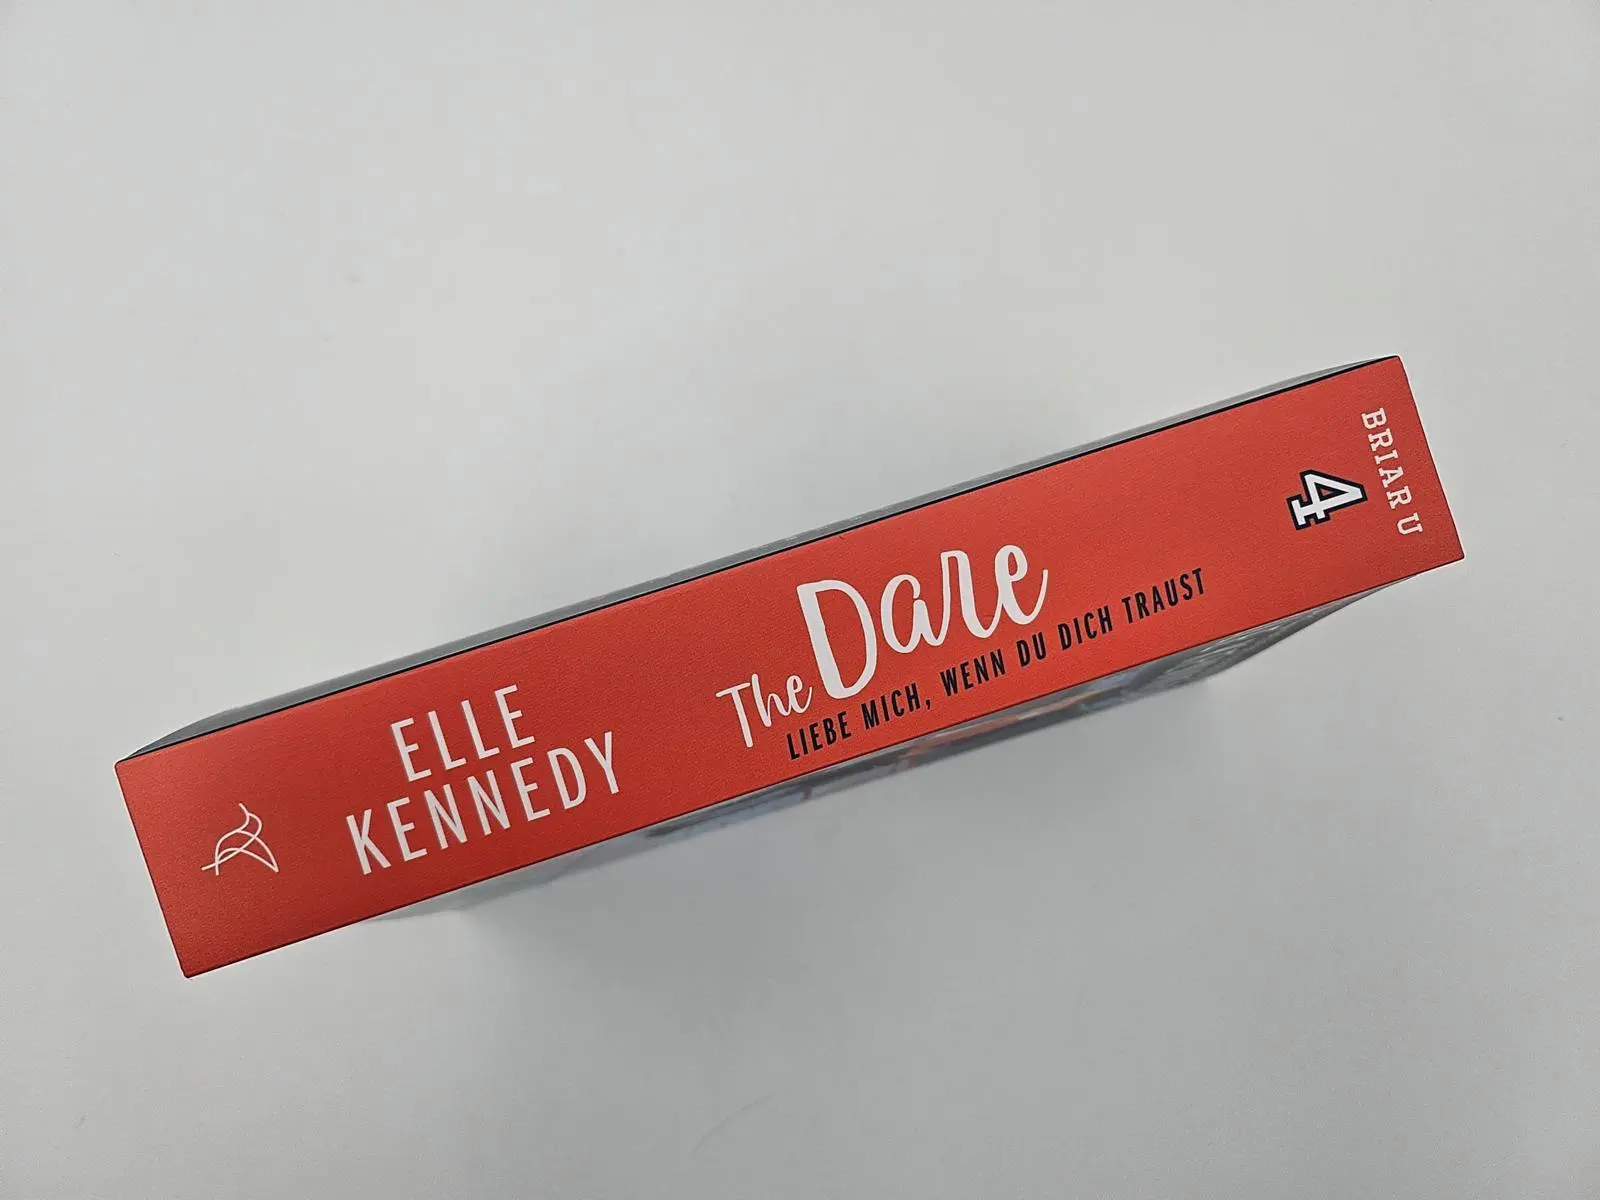 ELLE
KENNEDY
The Dare
LIEBE MICH, WENN DU DICH TRAUST
4
BRIAR U